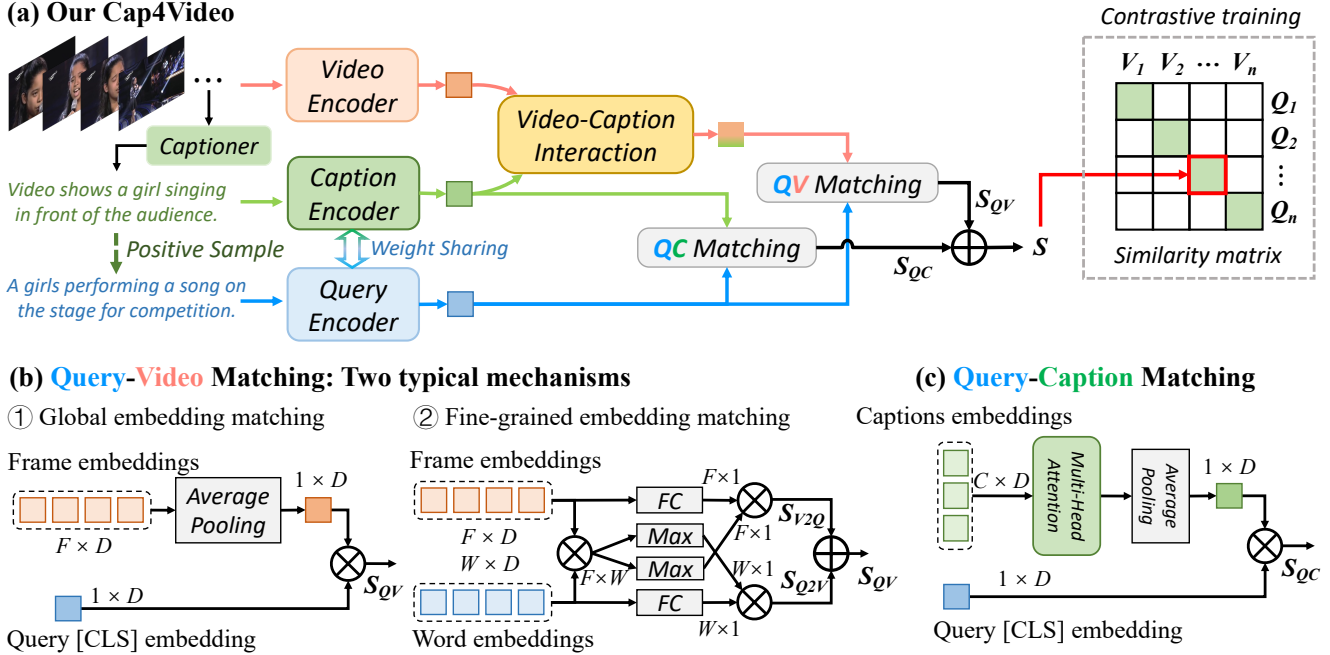 (a) Our Cap4Video
Contrastive training
V1 V2 ... Vn
Q1
Q2
⋮
Qn
Similarity matrix
...
Video
Encoder
Captioner
Video-Caption
Interaction
Caption
Encoder
Video shows a girl singing
in front of the audience.
QV Matching
SQV
Positive Sample
Weight Sharing
QC Matching
SQC
S
A girls performing a song on
the stage for competition.
Query
Encoder
(b) Query-Video Matching: Two typical mechanisms
① Global embedding matching
Frame embeddings
Average
Pooling
1 × D
F × D
SQV
1 × D
Query [CLS] embedding
② Fine-grained embedding matching
Frame embeddings
F × D
W × D
Word embeddings
F×W
FC
Max
Max
FC
F×1
F×1
W×1
W×1
SV2Q
SQ2V
SQV
(c) Query-Caption Matching
Captions embeddings
C × D
Multi-Head
Attention
Average
Pooling
1 × D
SQC
1 × D
Query [CLS] embedding